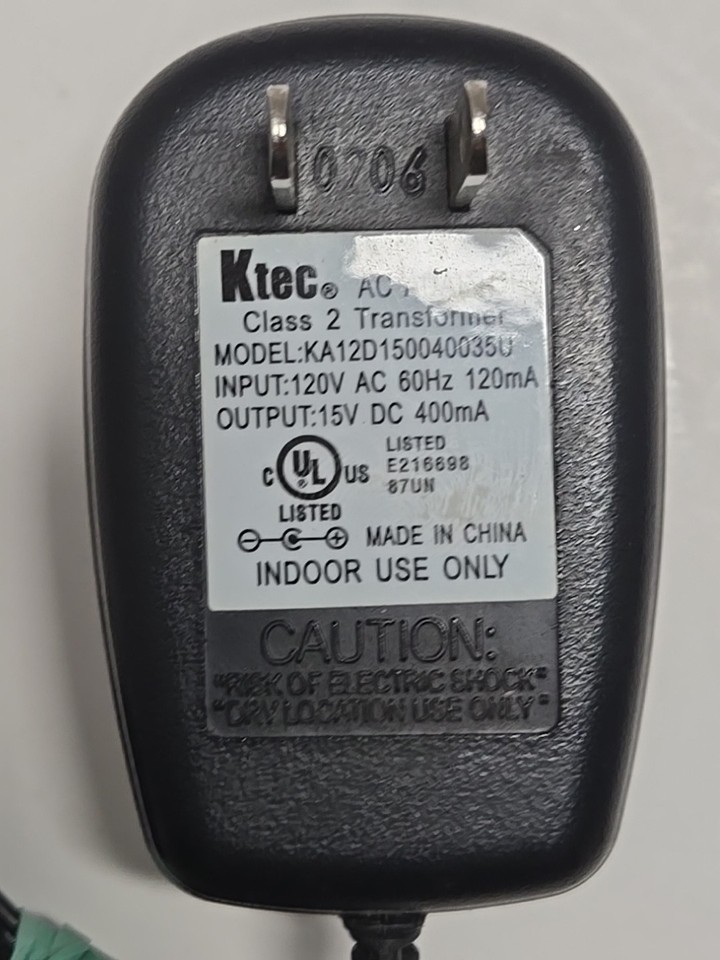 0706
Ktec® AC
Class 2 Transformer
MODEL:KA12D150040035U
INPUT:120V AC 60Hz 120mA
OUTPUT:15V DC 400mA
C UL® US LISTED
E216698
87UN
LISTED
MADE IN CHINA
INDOOR USE ONLY
CAUTION:
"RISK OF ELECTRIC SHOCK"
"DRY LOCATION USE ONLY"